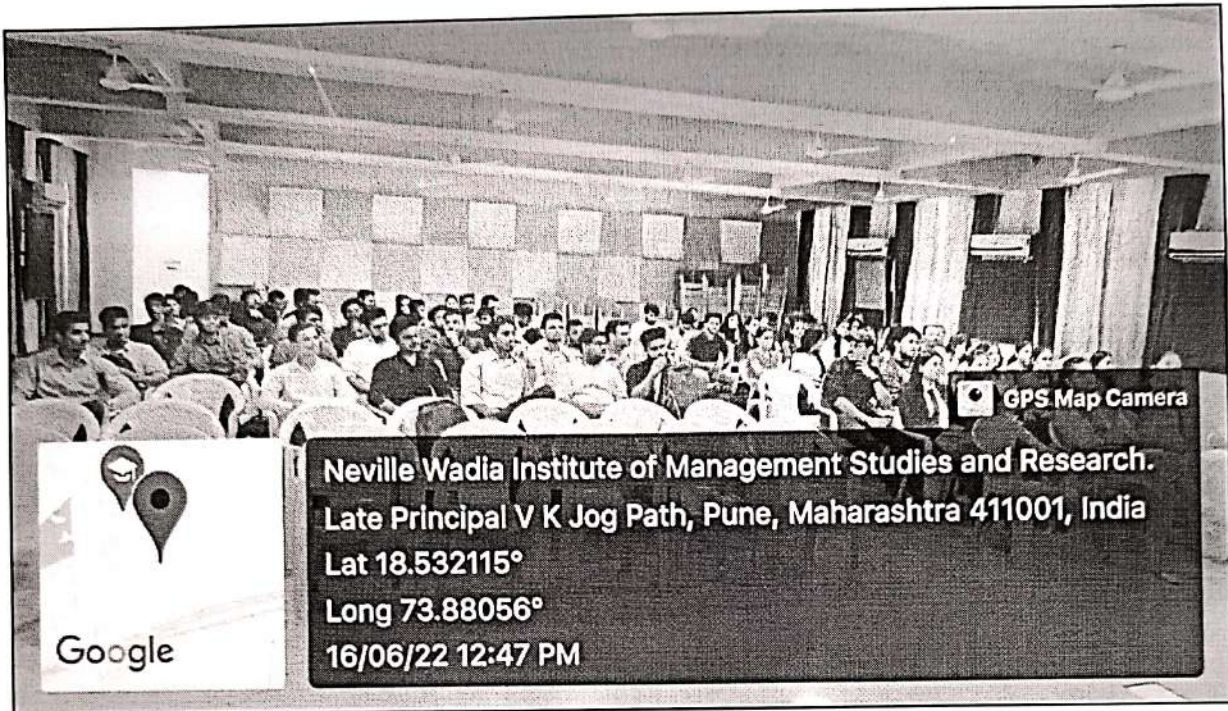 GPS Map Camera
Neville Wadia Institute of Management Studies and Research.
Late Principal V K Jog Path, Pune, Maharashtra 411001, India
Lat 18.532115°
Long 73.88056°
16/06/22 12:47 PM
Google